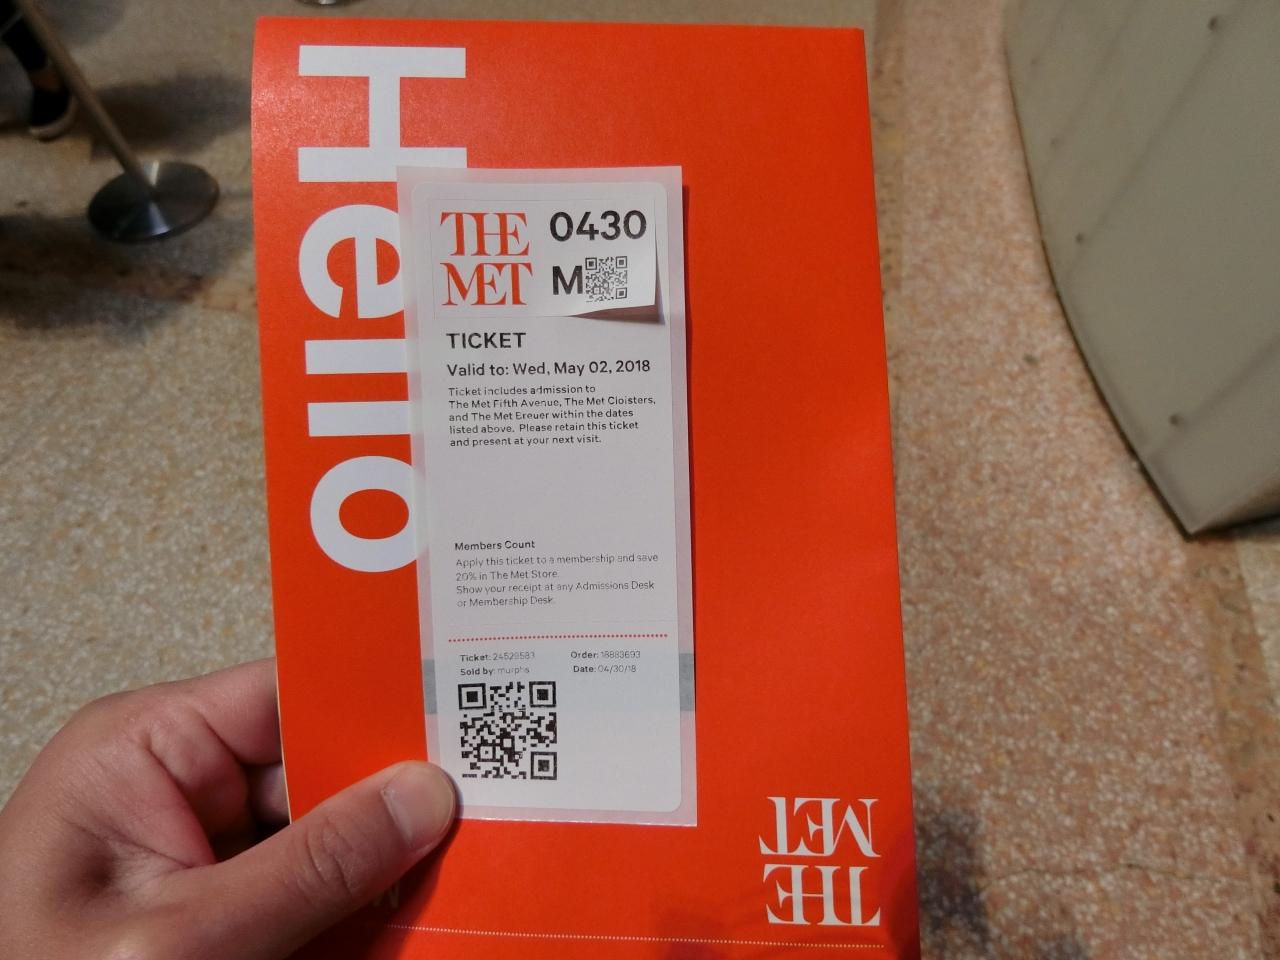 Hello
THE
MET
0430
M
TICKET
Valid to: Wed, May 02, 2018
Ticket includes admission to
The Met Fifth Avenue, The Met Cloisters,
and The Met Breuer within the dates
listed above. Please retain this ticket
and present at your next visit.
Members Count
Apply this ticket to a membership and save
20% in The Met Store.
Show your receipt at any Admissions Desk
or Membership Desk.
Ticket: 24529583 Order: 18883693
Sold by: murphs Date: 04/30/18
THE
MET